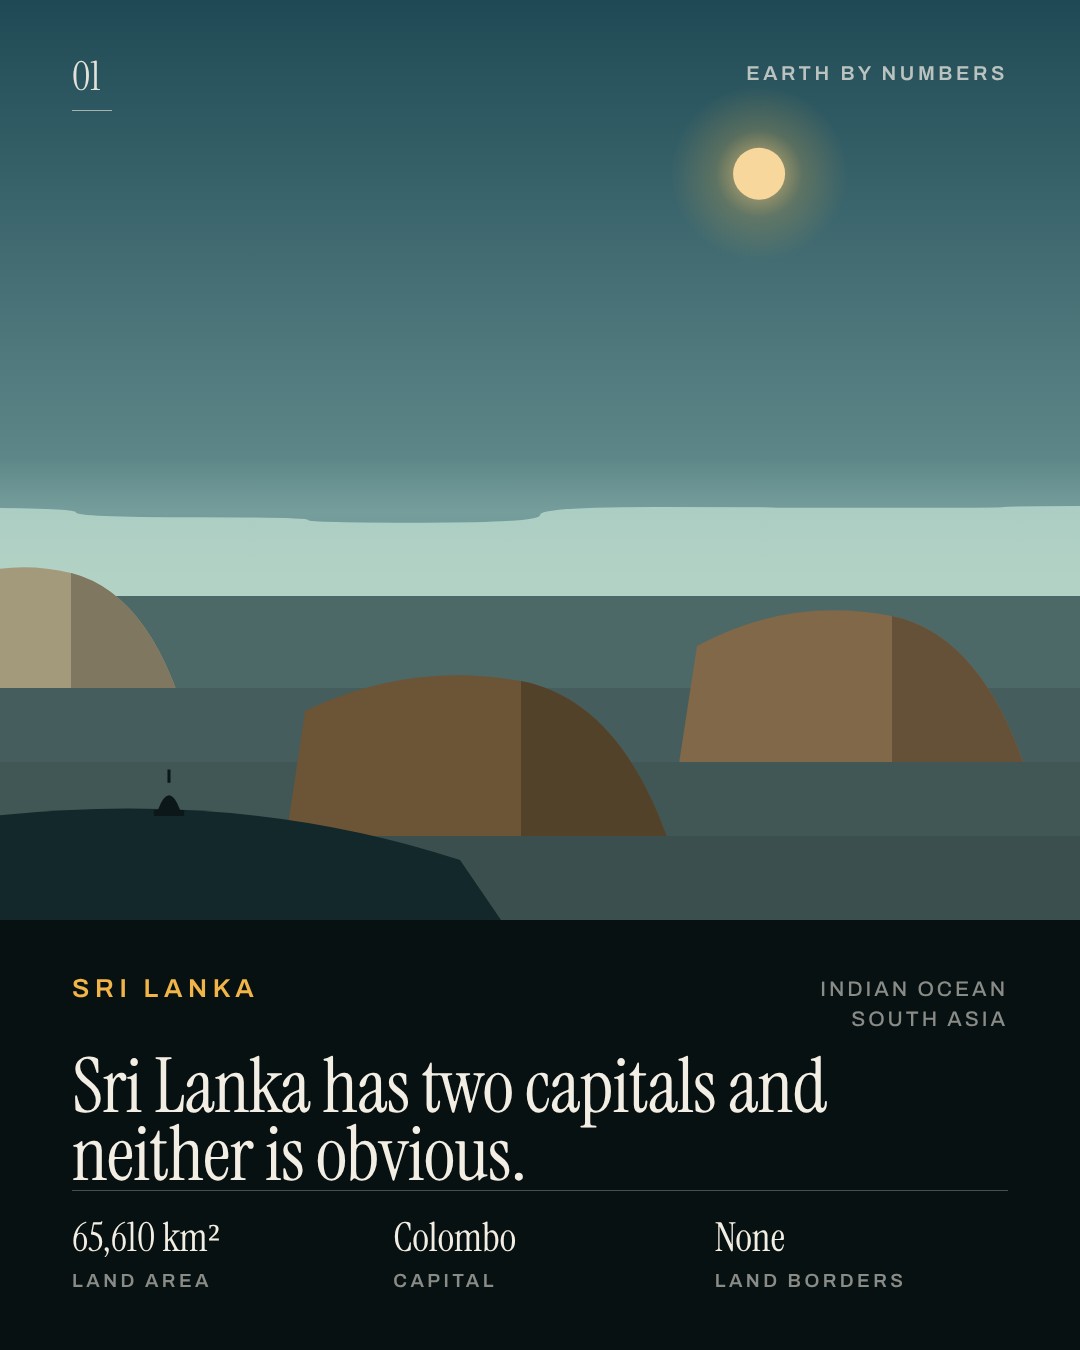 01
EARTH BY NUMBERS
SRI LANKA
INDIAN OCEAN
SOUTH ASIA
Sri Lanka has two capitals and
neither is obvious.
65,610 km²
LAND AREA
Colombo
CAPITAL
None
LAND BORDERS